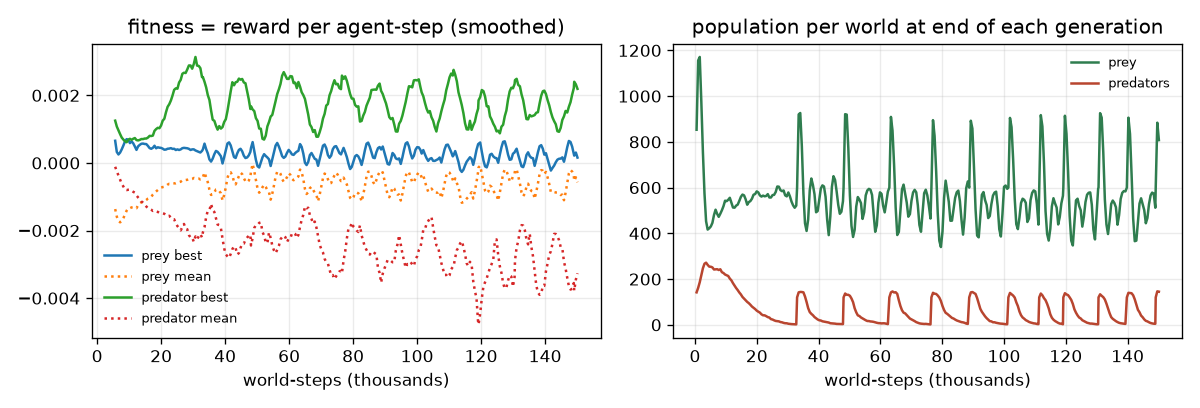 fitness = reward per agent-step (smoothed)
0.002
0.000
−0.002
−0.004
prey best
prey mean
predator best
predator mean
0 20 40 60 80 100 120 140
world-steps (thousands)
population per world at end of each generation
1200
1000
800
600
400
200
0
prey
predators
0 20 40 60 80 100 120 140
world-steps (thousands)